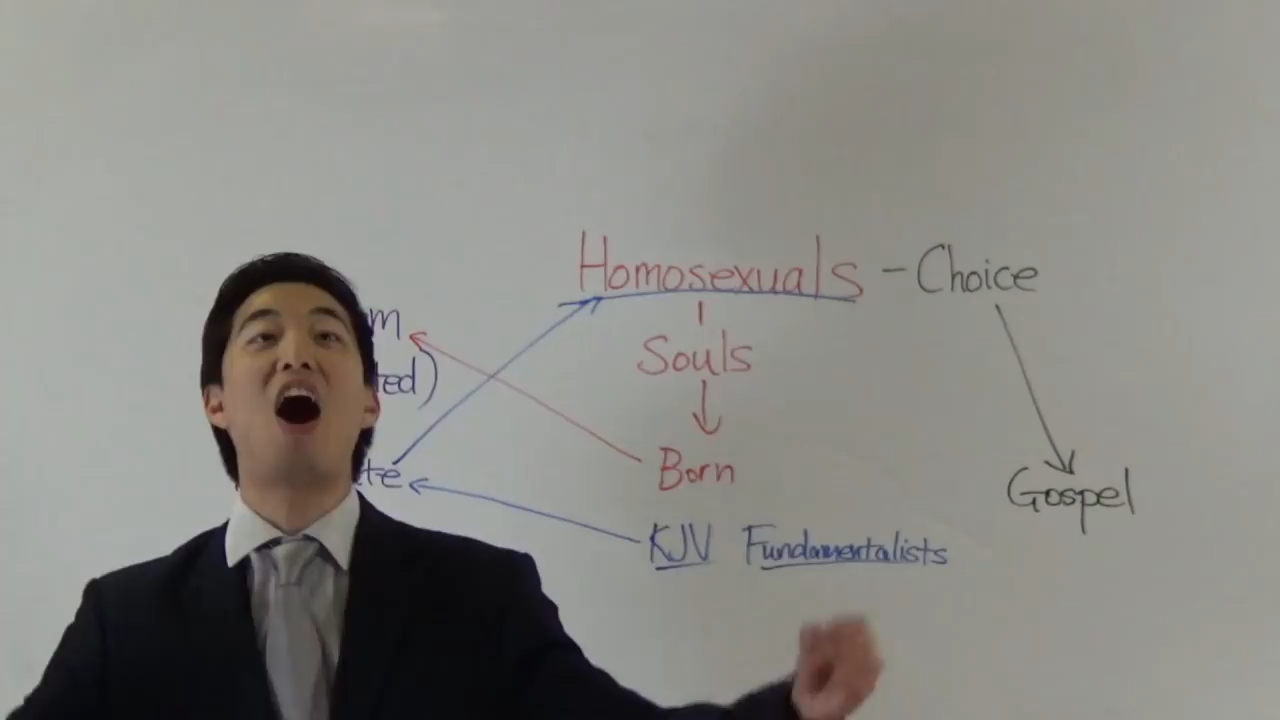 Homosexuals - Choice
Souls
Born
Gospel
KJV Fundamentalists